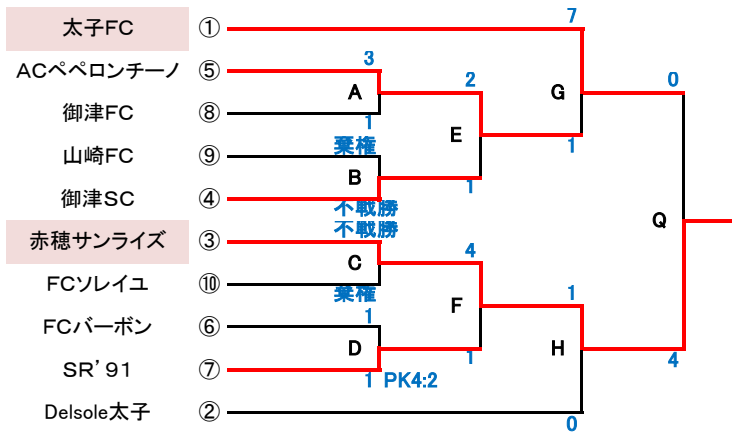 太子FC ① 7
ACペペロンチーノ ⑤ 3 2 0
A G
御津FC ⑧ 1
E 1
山崎FC ⑨ 棄権
B
御津SC ④ 1
不戦勝
不戦勝
赤穂サンライズ ③ Q
C 4
FCソレイユ ⑩ 棄権 1
F
FCバーボン ⑥ 1
D H
SR’91 ⑦ 1 PK4:2 1 4
Delsole太子 ② 0